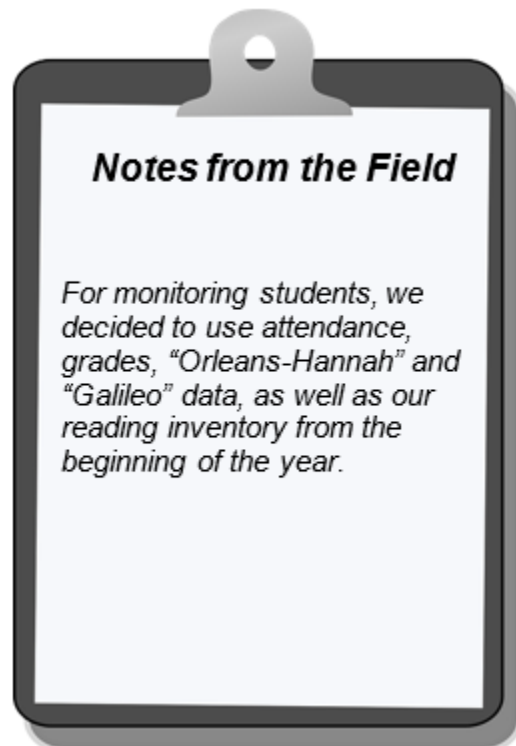 Notes from the Field
For monitoring students, we
decided to use attendance,
grades, “Orleans-Hannah” and
“Galileo” data, as well as our
reading inventory from the
beginning of the year.